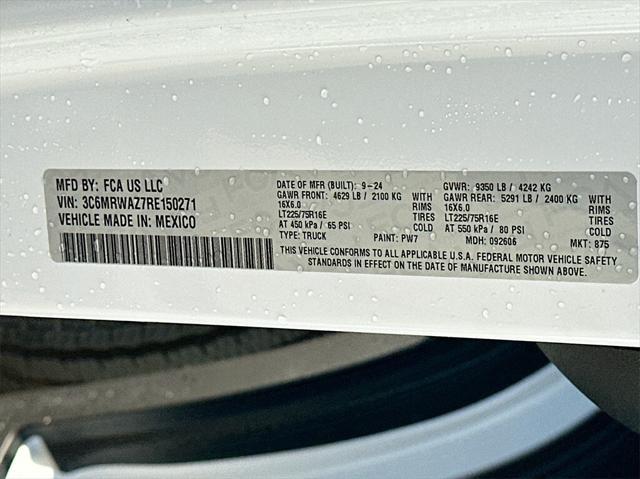 MFD BY: FCA US LLC
VIN: 3C6MRWAZ7RE150271
VEHICLE MADE IN: MEXICO
DATE OF MFR (BUILT): 9-24
GAWR FRONT: 4629 LB / 2100 KG
16X6.0
LT225/75R16E
AT 450 kPa / 65 PSI
TYPE: TRUCK
WITH
RIMS
TIRES
COLD
PAINT: PW7
GVWR: 9350 LB / 4242 KG
GAWR REAR: 5291 LB / 2400 KG
16X6.0
LT225/75R16E
AT 550 kPa / 80 PSI
MDH: 092606
WITH
RIMS
TIRES
COLD
MKT: 875
THIS VEHICLE CONFORMS TO ALL APPLICABLE U.S.A. FEDERAL MOTOR VEHICLE SAFETY
STANDARDS IN EFFECT ON THE DATE OF MANUFACTURE SHOWN ABOVE.